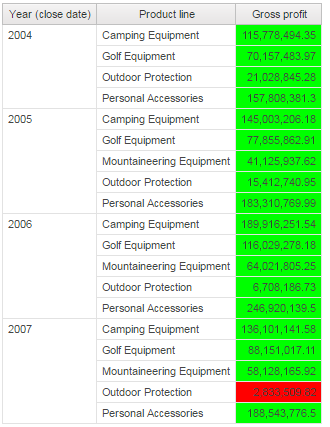 Year (close date) Product line Gross profit
2004 Camping Equipment 115,778,494.35
Golf Equipment 70,157,483.97
Outdoor Protection 21,028,845.28
Personal Accessories 157,808,381.3
2005 Camping Equipment 145,003,206.18
Golf Equipment 77,855,862.91
Mountaineering Equipment 41,125,937.62
Outdoor Protection 15,412,740.95
Personal Accessories 183,310,769.99
2006 Camping Equipment 189,916,251.54
Golf Equipment 116,029,278.18
Mountaineering Equipment 64,021,805.25
Outdoor Protection 6,708,186.73
Personal Accessories 246,920,139.5
2007 Camping Equipment 136,101,141.58
Golf Equipment 88,151,017.11
Mountaineering Equipment 58,128,165.92
Outdoor Protection
Personal Accessories 188,543,776.5